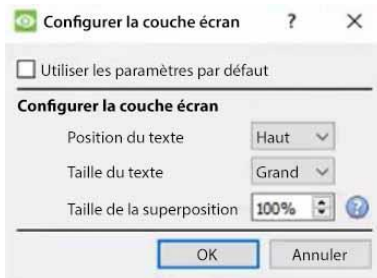 Configurer la couche écran ? ×
Utiliser les paramètres par défaut
Configurer la couche écran
Position du texte Haut
Taille du texte Grand
Taille de la superposition 100% ?
OK Annuler